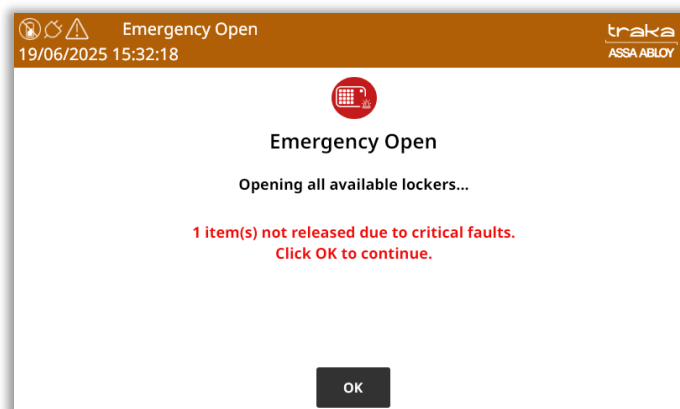 Emergency Open
19/06/2025 15:32:18
traka
ASSA ABLOY
Emergency Open
Opening all available lockers...
1 item(s) not released due to critical faults.
Click OK to continue.
OK